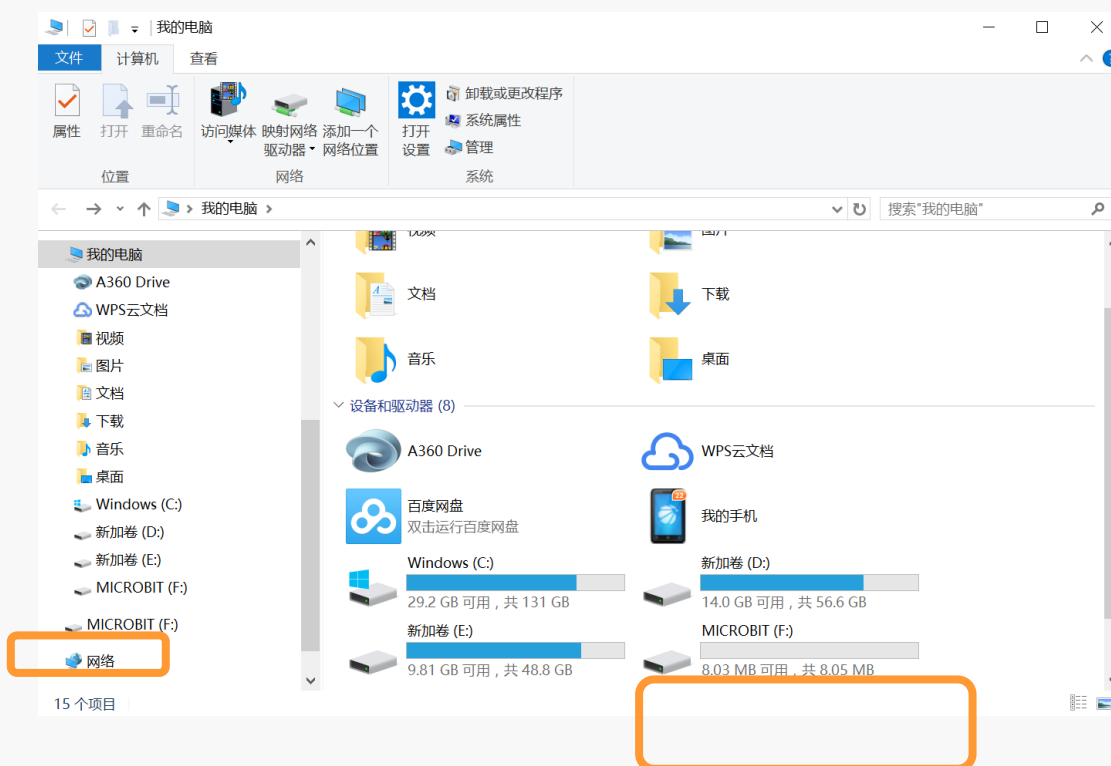 我的电脑
文件 计算机 查看
属性 打开 重命名 访问媒体 映射网络驱动器 添加一个网络位置 打开设置 卸载或更改程序
系统属性
管理
位置 网络 系统
我的电脑 搜索"我的电脑"
我的电脑
A360 Drive
WPS云文档
视频
图片
文档
下载
音乐
桌面
Windows (C:)
新加卷 (D:)
新加卷 (E:)
MICROBIT (F:)
MICROBIT (F:)
网络
视频 图片
文档 下载
音乐 桌面
设备和驱动器 (8)
A360 Drive WPS云文档
百度网盘
双击运行百度网盘
22
我的手机
Windows (C:)
29.2 GB 可用，共 131 GB
新加卷 (D:)
14.0 GB 可用，共 56.6 GB
新加卷 (E:)
9.81 GB 可用，共 48.8 GB
MICROBIT (F:)
8.03 MB 可用，共 8.05 MB
15 个项目